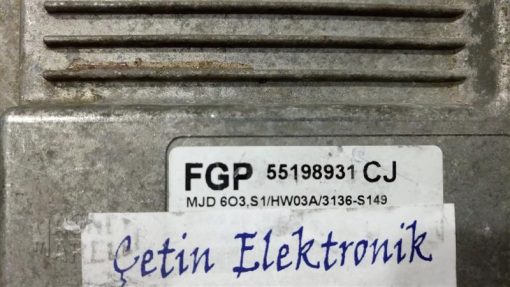 FGP 55198931 CJ
MJD 6O3.S1/HW03A/3136-S149
Çetin Elektronik